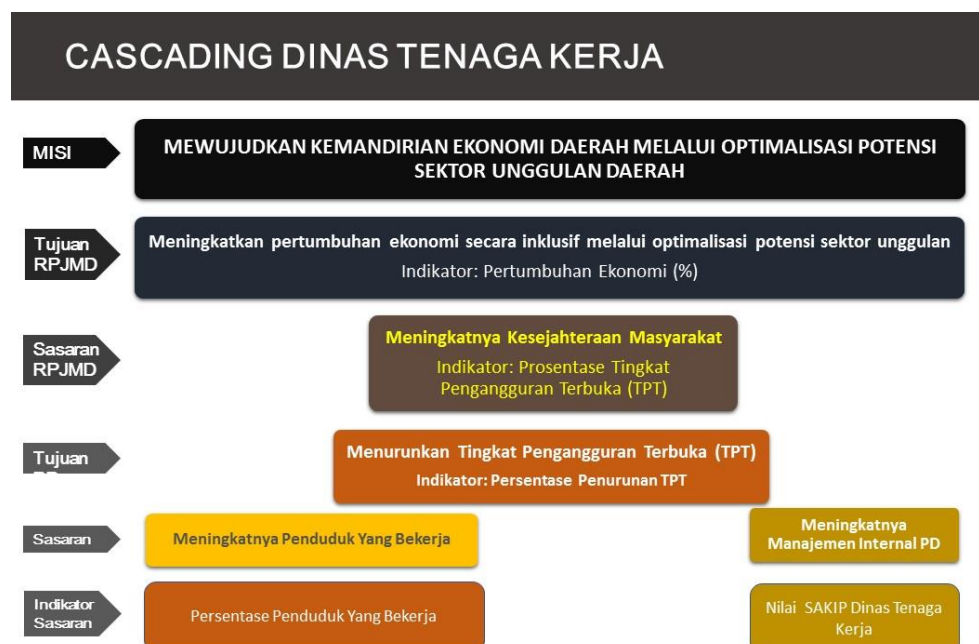 CASCADING DINAS TENAGA KERJA
MISI
MEWUJUDKAN KEMANDIRIAN EKONOMI DAERAH MELALUI OPTIMALISASI POTENSI
SEKTOR UNGGULAN DAERAH
Tujuan
RPJMD
Meningkatkan pertumbuhan ekonomi secara inklusif melalui optimalisasi potensi sektor unggulan
Indikator: Pertumbuhan Ekonomi (%)
Sasaran
RPJMD
Meningkatnya Kesejahteraan Masyarakat
Indikator: Prosentase Tingkat
Pengangguran Terbuka (TPT)
Tujuan
Menurunkan Tingkat Pengangguran Terbuka (TPT)
Indikator: Persentase Penurunan TPT
Sasaran
Meningkatnya Penduduk Yang Bekerja
Meningkatnya
Manajemen Internal PD
Indikator
Sasaran
Persentase Penduduk Yang Bekerja
Nilai SAKIP Dinas Tenaga
Kerja